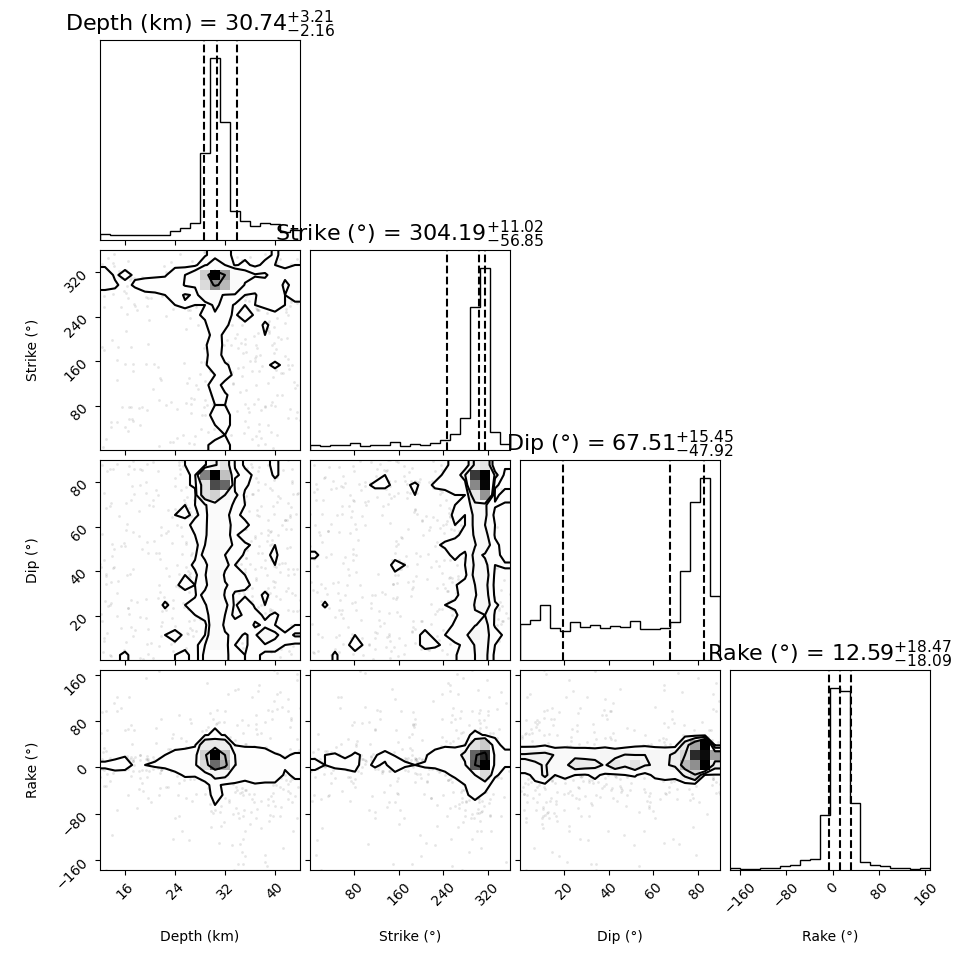 Depth (km) = 30.74+3.21−2.16
Strike (°) = 304.19+11.02−56.85
320
240
160
80
Strike (°)
Dip (°) = 67.51+15.45−47.92
80
60
40
20
Dip (°)
Rake (°) = 12.59+18.47−18.09
160
80
0
−80
−160
Rake (°)
16 24 32 40
80 160 240 320
20 40 60 80
−160 −80 0 80 160
Depth (km) Strike (°) Dip (°) Rake (°)